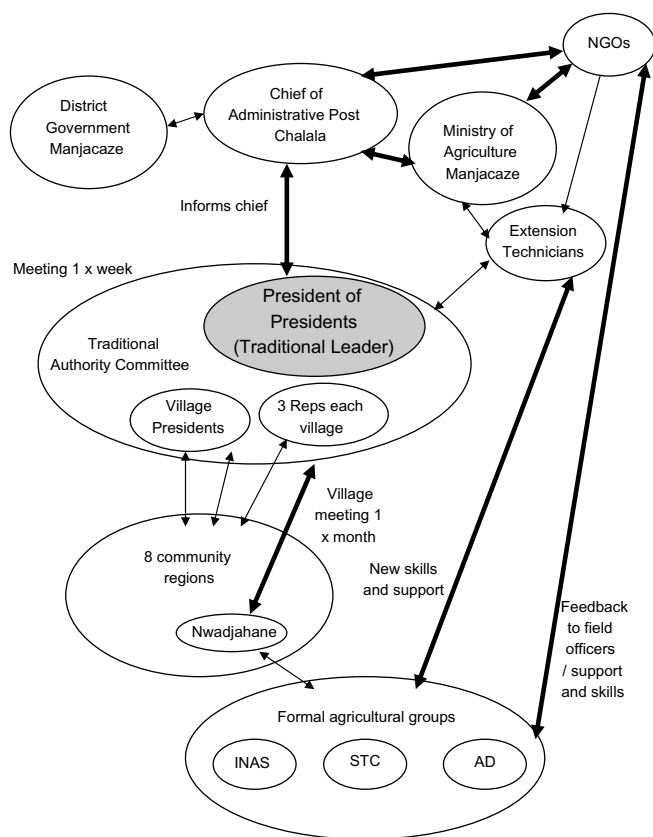 NGOs
Chief of
Administrative Post
Chalala
District
Government
Manjacaze
Ministry of
Agriculture
Manjacaze
Informs chief
Extension
Technicians
Meeting 1 x week
President of
Presidents
(Traditional Leader)
Traditional
Authority Committee
Village
Presidents
3 Reps each
village
Village
meeting 1
x month
8 community
regions
New skills
and support
Feedback
to field
officers
/ support
and skills
Nwadjahane
Formal agricultural groups
INAS
STC
AD